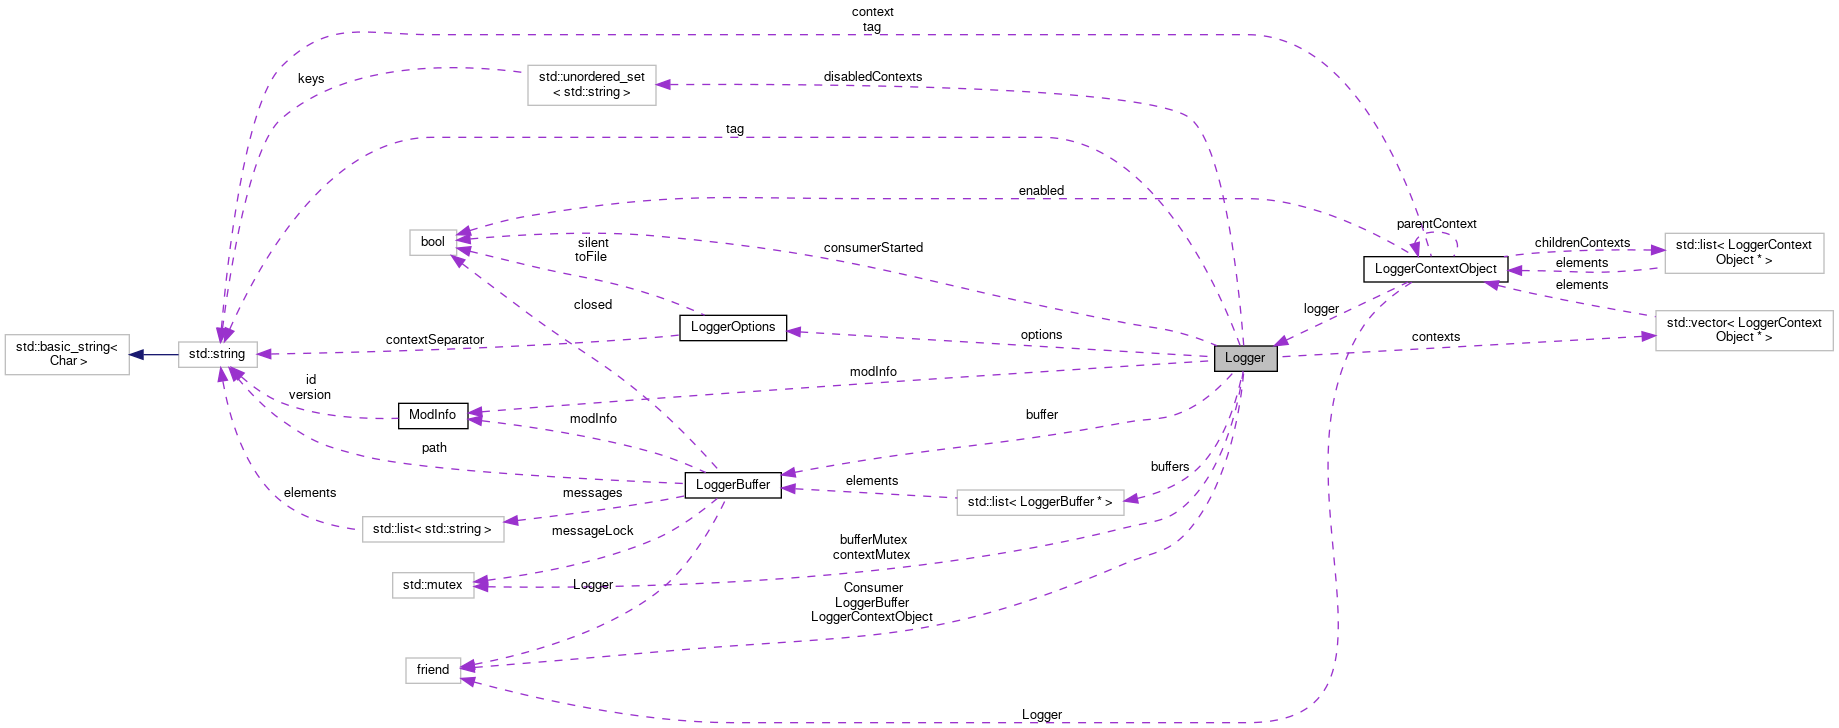 context
tag
keys
std::unordered_set
< std::string >
disabledContexts
tag
enabled
parentContext
bool
silent
toFile
consumerStarted
childrenContexts
std::list< LoggerContext
Object * >
LoggerContextObject
elements
elements
closed
logger
LoggerOptions
options
std::vector< LoggerContext
Object * >
std::basic_string<
Char >
std::string
contextSeparator
contexts
Logger
id
version
modInfo
ModInfo
modInfo
buffer
path
buffers
LoggerBuffer
elements
std::list< LoggerBuffer * >
elements
messages
std::list< std::string >
messageLock
bufferMutex
contextMutex
std::mutex
Logger
Consumer
LoggerBuffer
LoggerContextObject
friend
Logger